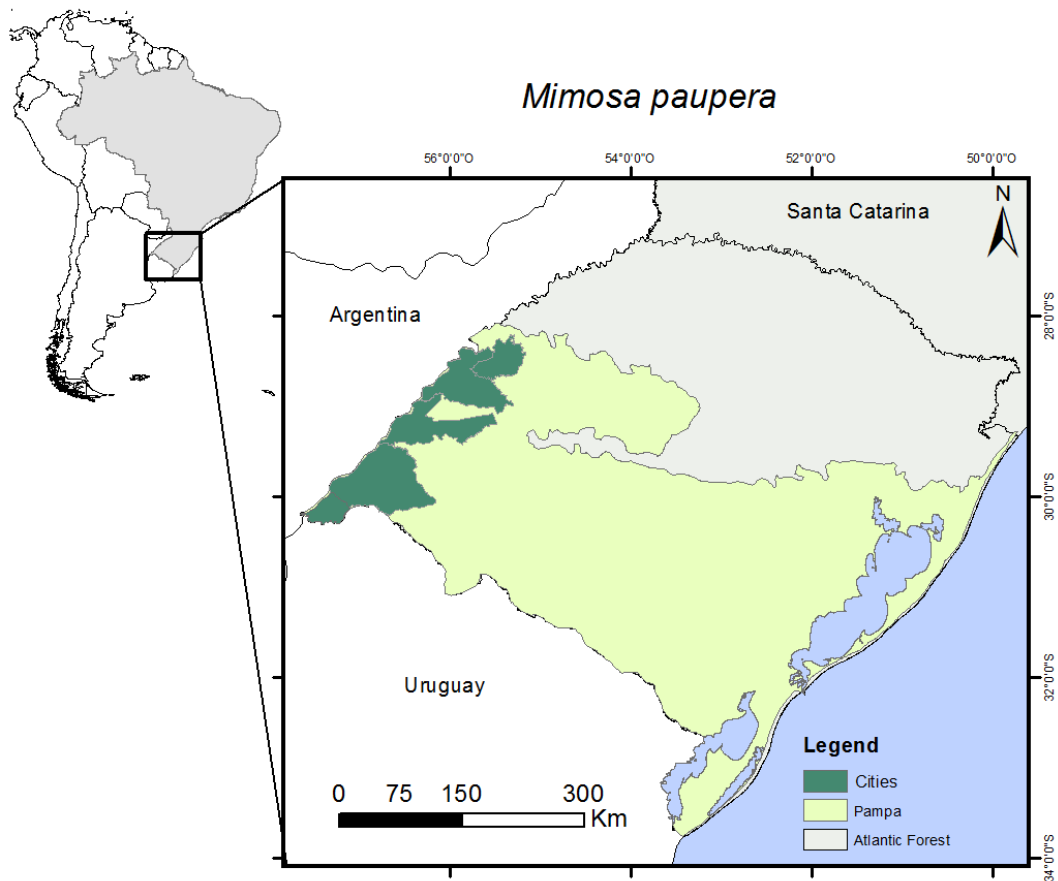 Mimosa paupera
56°0'0"O
54°0'0"O
52°0'0"O
50°0'0"O
N
Santa Catarina
Argentina
28°0'0"S
30°0'0"S
Uruguay
32°0'0"S
Legend
Cities
Pampa
Atlantic Forest
0 75 150 300
Km
34°0'0"S